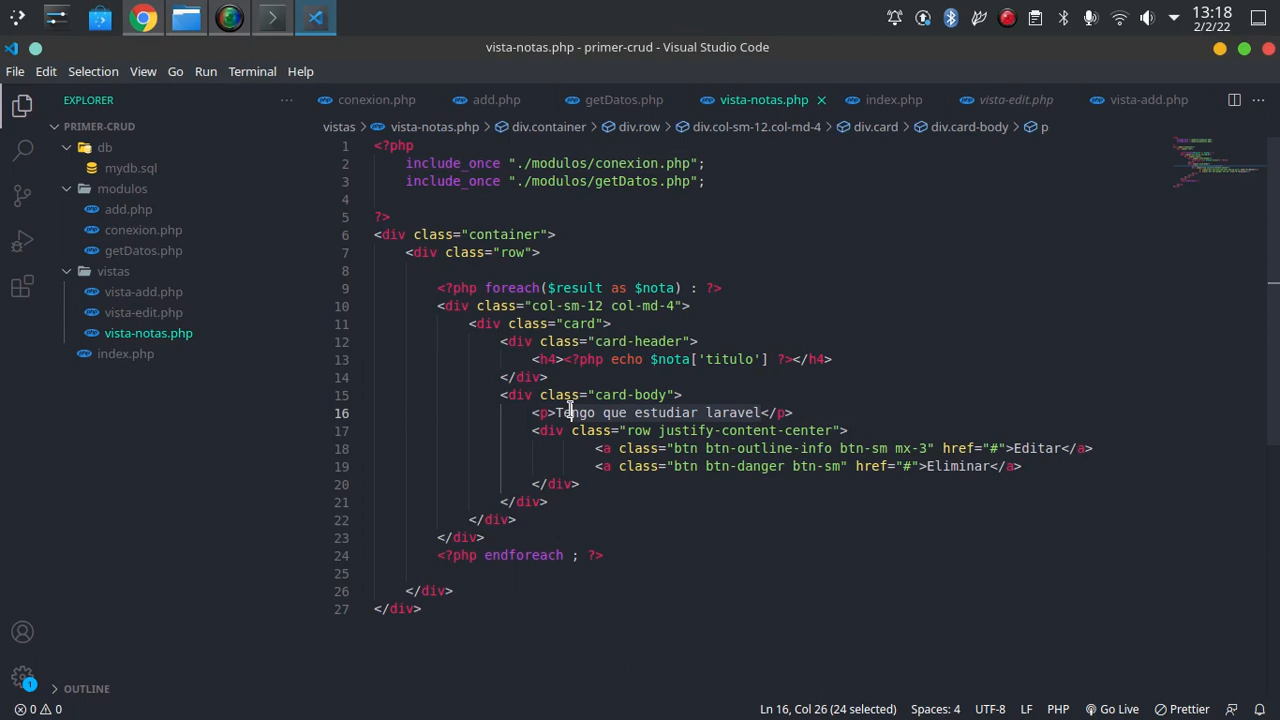 13:18
2/2/22
vista-notas.php - primer-crud - Visual Studio Code
File Edit Selection View Go Run Terminal Help
EXPLORER
conexion.php add.php getDatos.php vista-notas.php index.php vista-edit.php vista-add.php
PRIMER-CRUD
db
mydb.sql
modulos
add.php
conexion.php
getDatos.php
vistas
vista-add.php
vista-edit.php
vista-notas.php
index.php
vistas vista-notas.php div.container div.row div.col-sm-12.col-md-4 div.card div.card-body p
1 <?php
2 include_once "./modulos/conexion.php";
3 include_once "./modulos/getDatos.php";
4
5 ?>
6 <div class="container">
7 <div class="row">
8
9 <?php foreach($result as $nota) : ?>
10 <div class="col-sm-12 col-md-4">
11 <div class="card">
12 <div class="card-header">
13 <h4><?php echo $nota['titulo'] ?></h4>
14 </div>
15 <div class="card-body">
16 <p>Tengo que estudiar laravel</p>
17 <div class="row justify-content-center">
18 <a class="btn btn-outline-info btn-sm mx-3" href="#">Editar</a>
19 <a class="btn btn-danger btn-sm" href="#">Eliminar</a>
20 </div>
21 </div>
22 </div>
23 </div>
24 <?php endforeach ; ?>
25
26 </div>
27 </div>
OUTLINE
1
0 0 Ln 16, Col 26 (24 selected) Spaces: 4 UTF-8 LF PHP Go Live Prettier